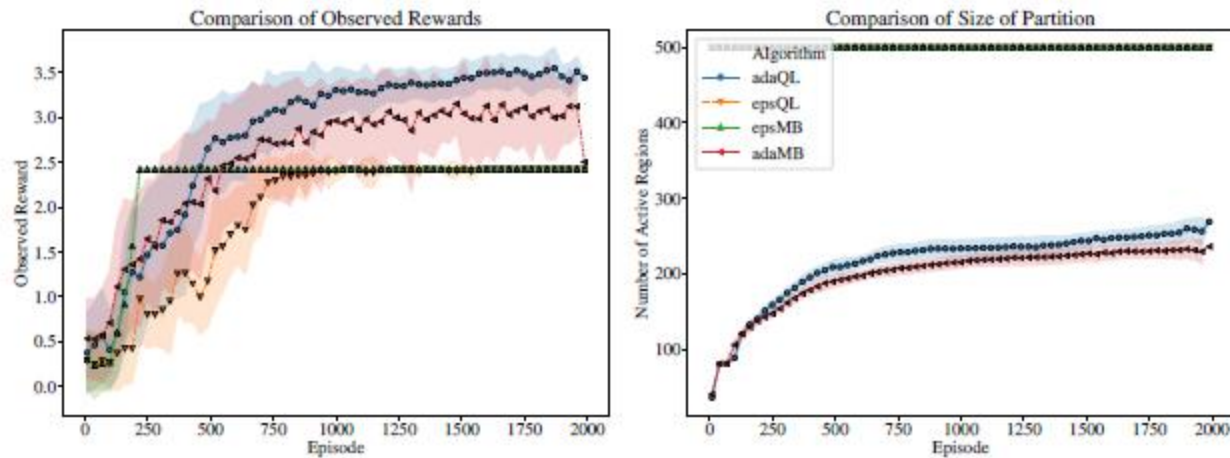 Comparison of Observed Rewards
Observed Reward
3.5
3.0
2.5
2.0
1.5
1.0
0.5
0.0
0
250
500
750
1000
1250
1500
1750
2000
Episode
Comparison of Size of Partition
Number of Active Regions
500
400
300
200
100
Algorithm
adaQL
epsQL
epsMB
adaMB
0
250
500
750
1000
1250
1500
1750
2000
Episode